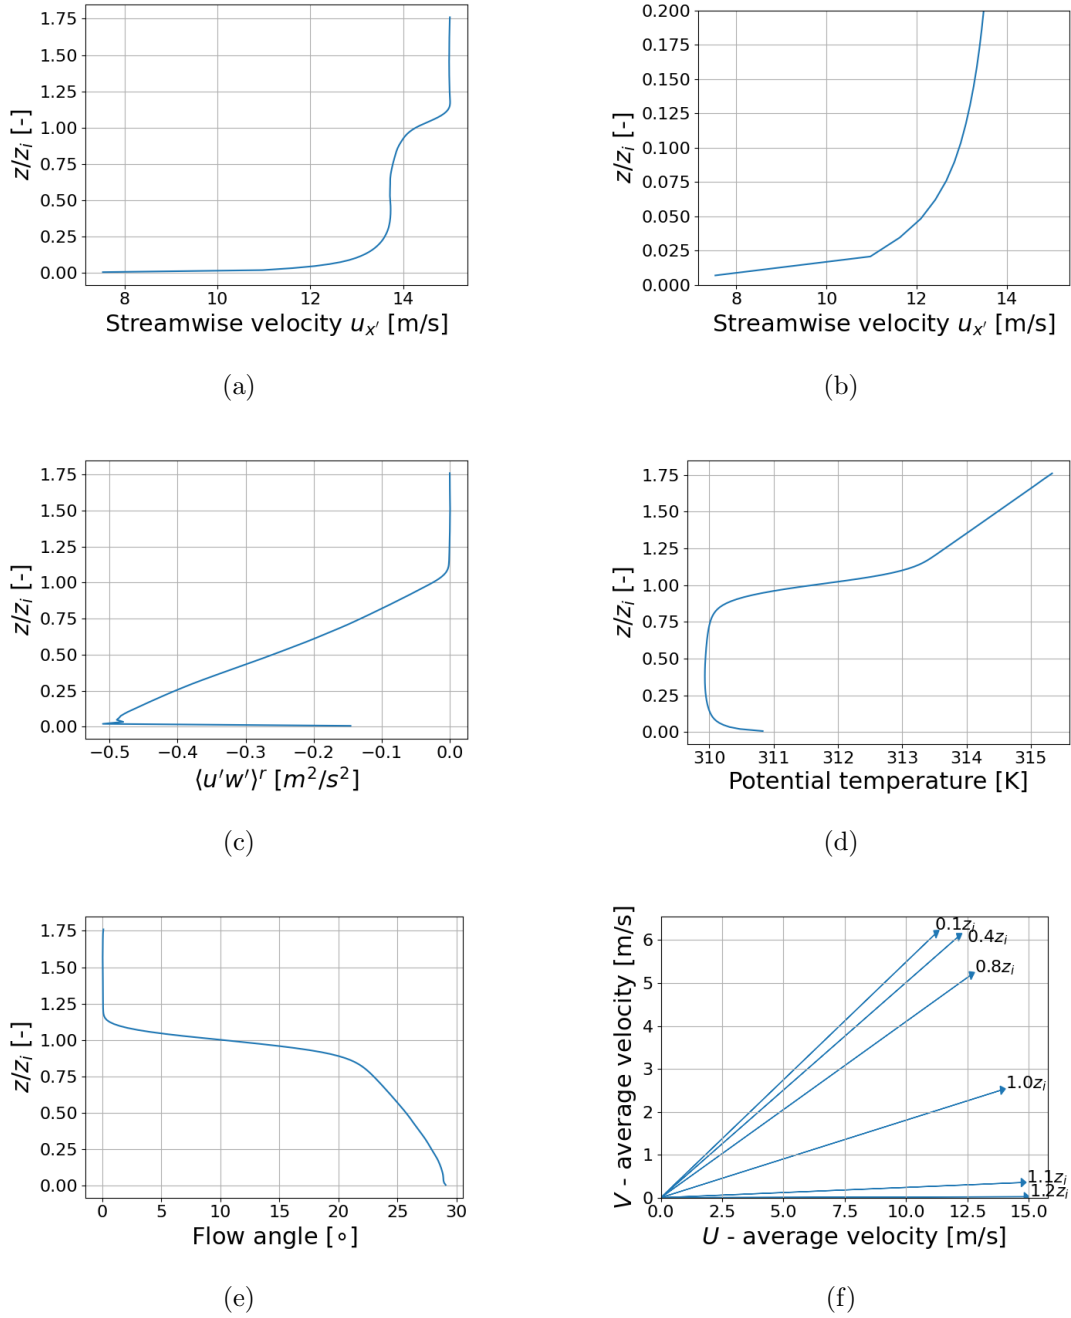 1.75
1.50
1.25
1.00
0.75
0.50
0.25
0.00
z/z_i [-]
8 10 12 14
Streamwise velocity u_{x'} [m/s]
(a)
0.200
0.175
0.150
0.125
0.100
0.075
0.050
0.025
0.000
z/z_i [-]
8 10 12 14
Streamwise velocity u_{x'} [m/s]
(b)
1.75
1.50
1.25
1.00
0.75
0.50
0.25
0.00
z/z_i [-]
−0.5 −0.4 −0.3 −0.2 −0.1 0.0
⟨u'w'⟩^r [m^2/s^2]
(c)
1.75
1.50
1.25
1.00
0.75
0.50
0.25
0.00
z/z_i [-]
310 311 312 313 314 315
Potential temperature [K]
(d)
1.75
1.50
1.25
1.00
0.75
0.50
0.25
0.00
z/z_i [-]
0 5 10 15 20 25 30
Flow angle [∘]
(e)
6
5
4
3
2
1
0
V - average velocity [m/s]
0.1z_i
0.4z_i
0.8z_i
1.0z_i
1.1z_i
1.2z_i
0.0 2.5 5.0 7.5 10.0 12.5 15.0
U - average velocity [m/s]
(f)